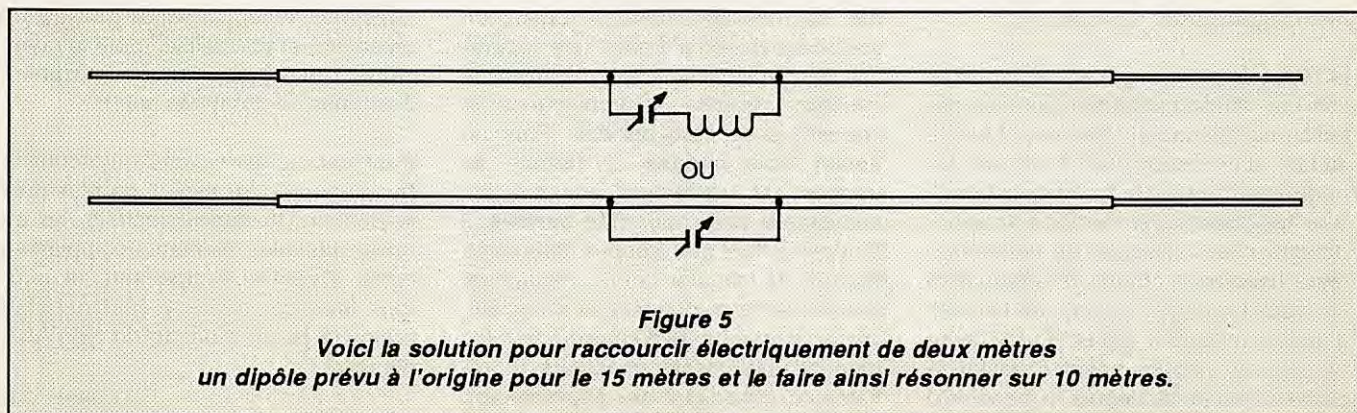 OU
Figure 5
Voici la solution pour raccourcir électriquement de deux mètres
un dipôle prévu à l'origine pour le 15 mètres et le faire ainsi résonner sur 10 mètres.